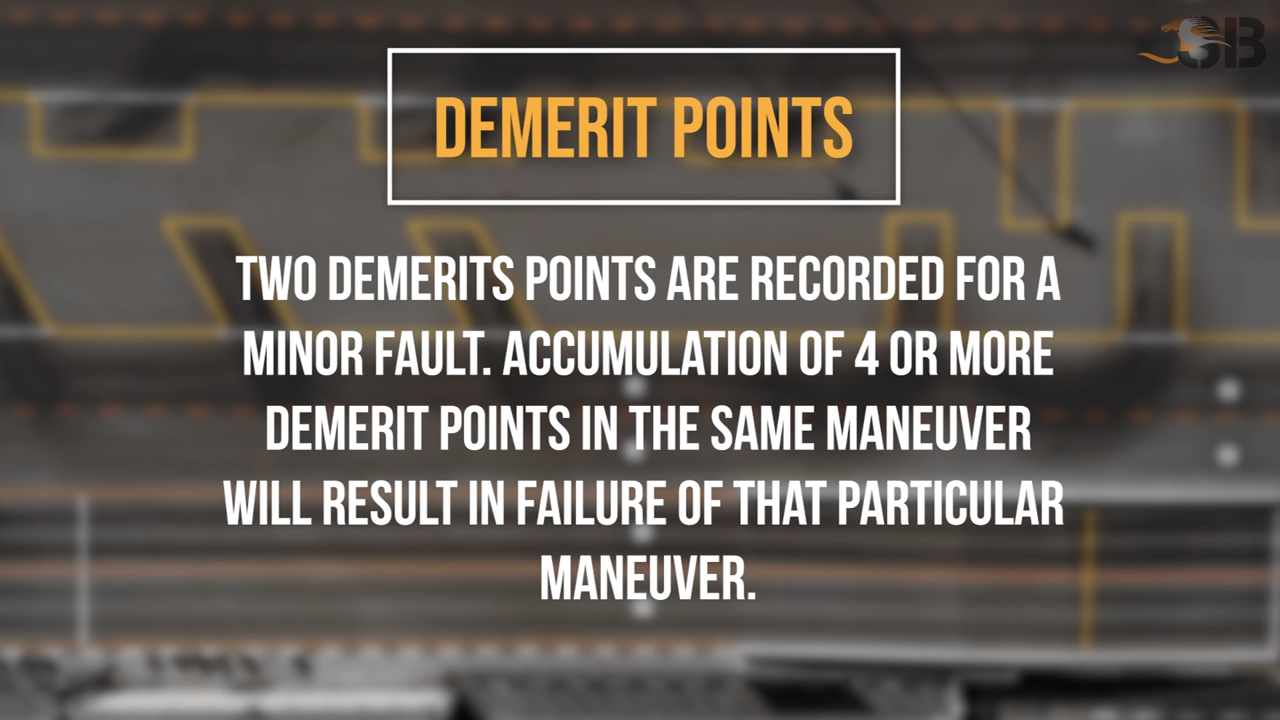 DEMERIT POINTS
TWO DEMERITS POINTS ARE RECORDED FOR A
MINOR FAULT. ACCUMULATION OF 4 OR MORE
DEMERIT POINTS IN THE SAME MANEUVER
WILL RESULT IN FAILURE OF THAT PARTICULAR
MANEUVER.